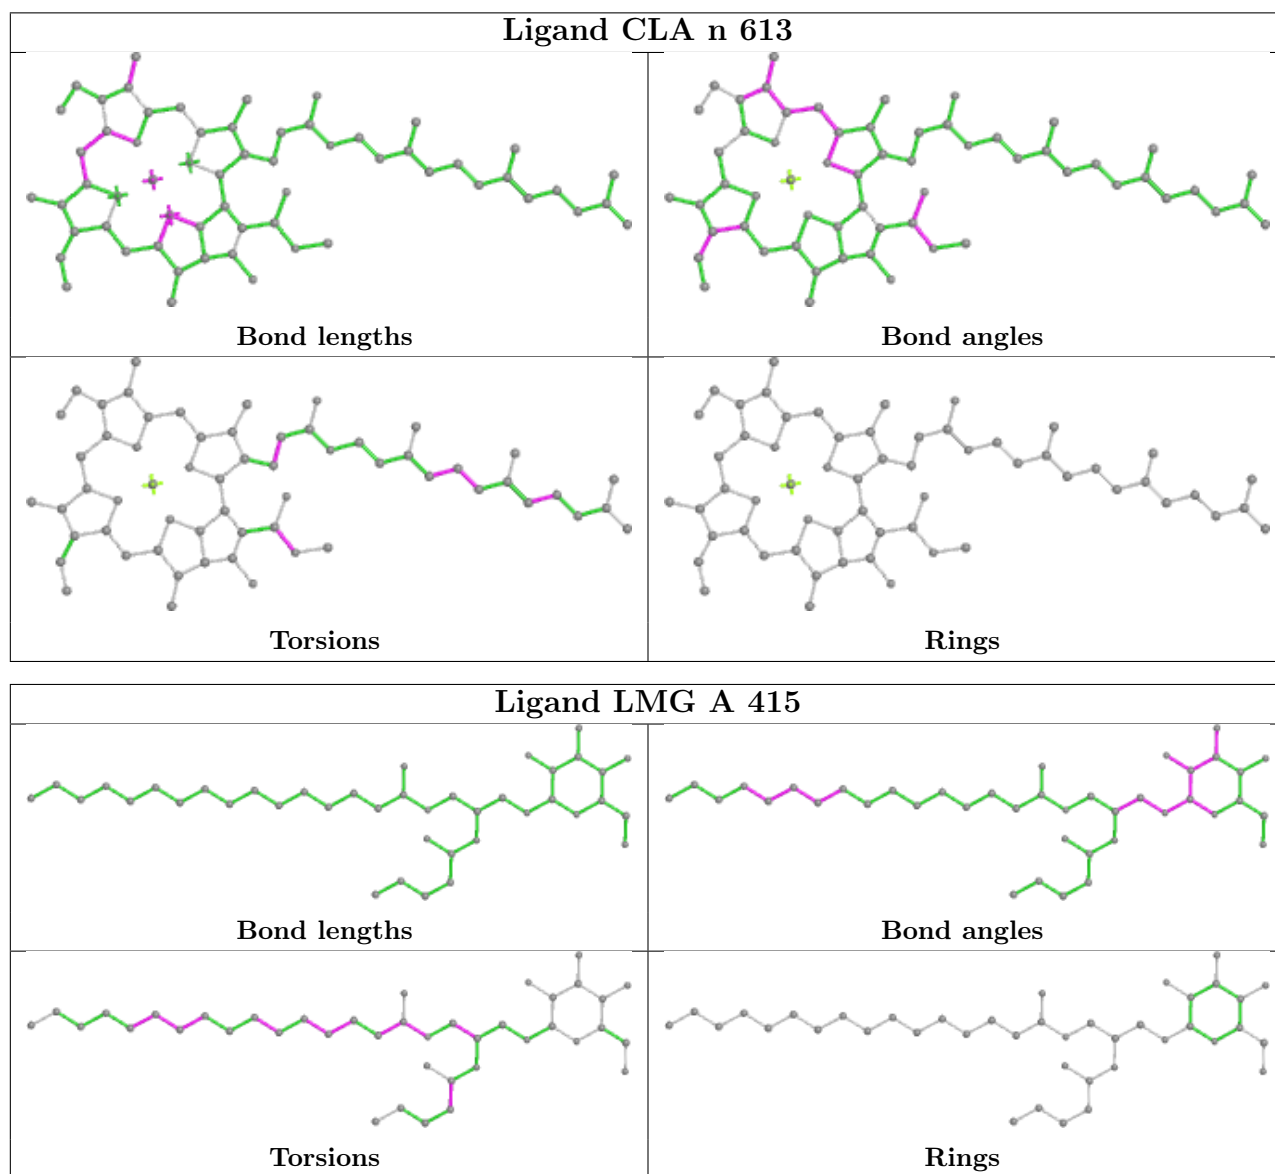 Ligand CLA n 613
Bond lengths
Bond angles
Torsions
Rings
Ligand LMG A 415
Bond lengths
Bond angles
Torsions
Rings